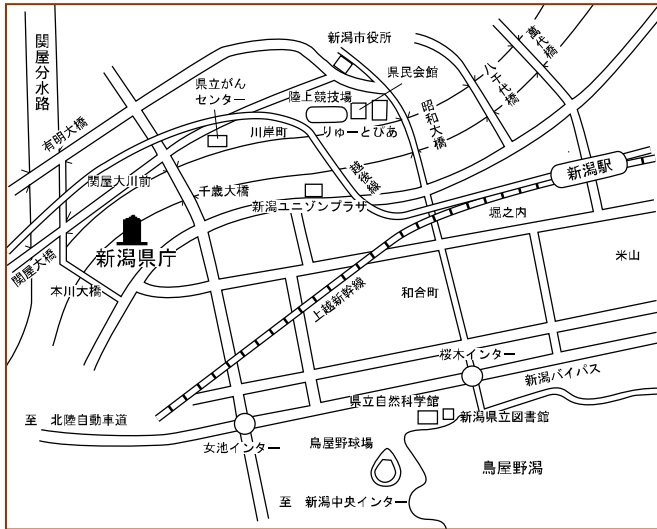 新潟市役所
萬代橋
関屋分水路
県民会館
八千代橋
県立がん
センター
陸上競技場
昭和大橋
有明大橋
川岸町
りゅーとぴあ
越後線
新潟駅
関屋大川前
千歳大橋
新潟ユニゾンプラザ
堀之内
新潟県庁
関屋大橋
米山
本川大橋
上越新幹線
和合町
桜木インター
新潟バイパス
県立自然科学館
至 北陸自動車道
新潟県立図書館
女池インター
鳥屋野球場
鳥屋野潟
至 新潟中央インター